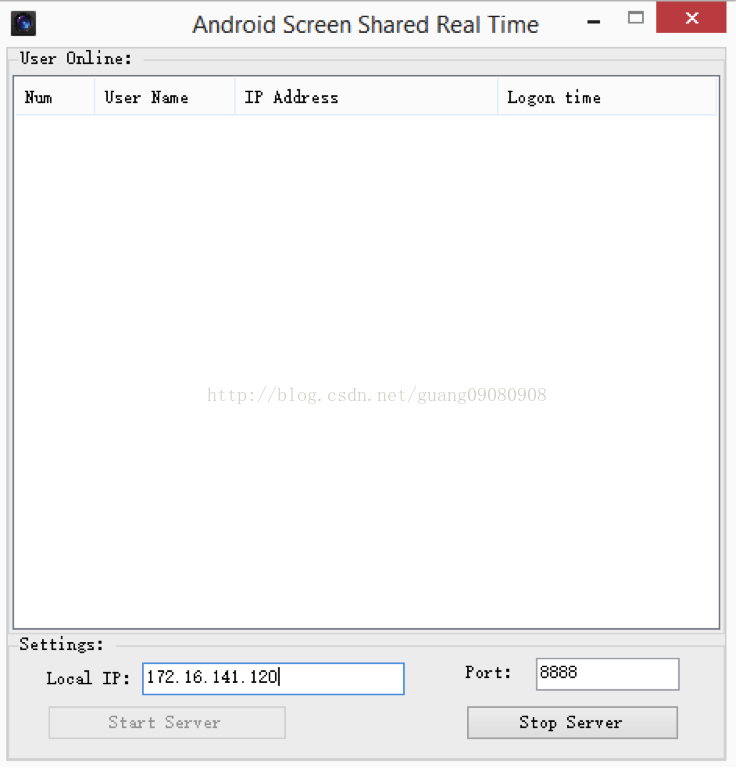 Android Screen Shared Real Time
User Online:
Num User Name IP Address Logon time
http://blog.csdn.net/guang09080908
Settings:
Local IP: 172.16.141.120 Port: 8888
Start Server Stop Server